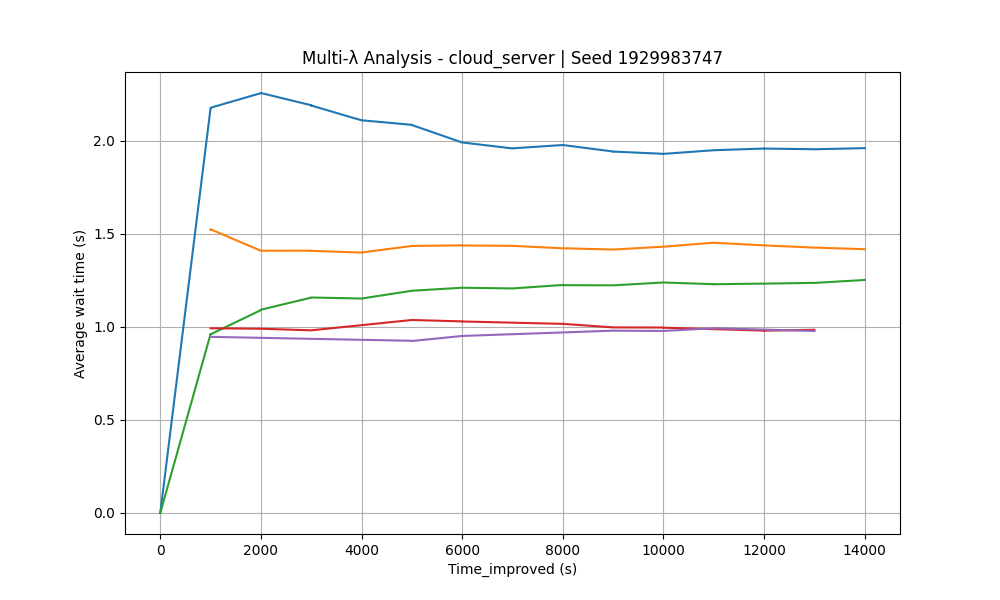 Multi-λ Analysis - cloud_server | Seed 1929983747
Average wait time (s)
2.0
1.5
1.0
0.5
0.0
0 2000 4000 6000 8000 10000 12000 14000
Time_improved (s)